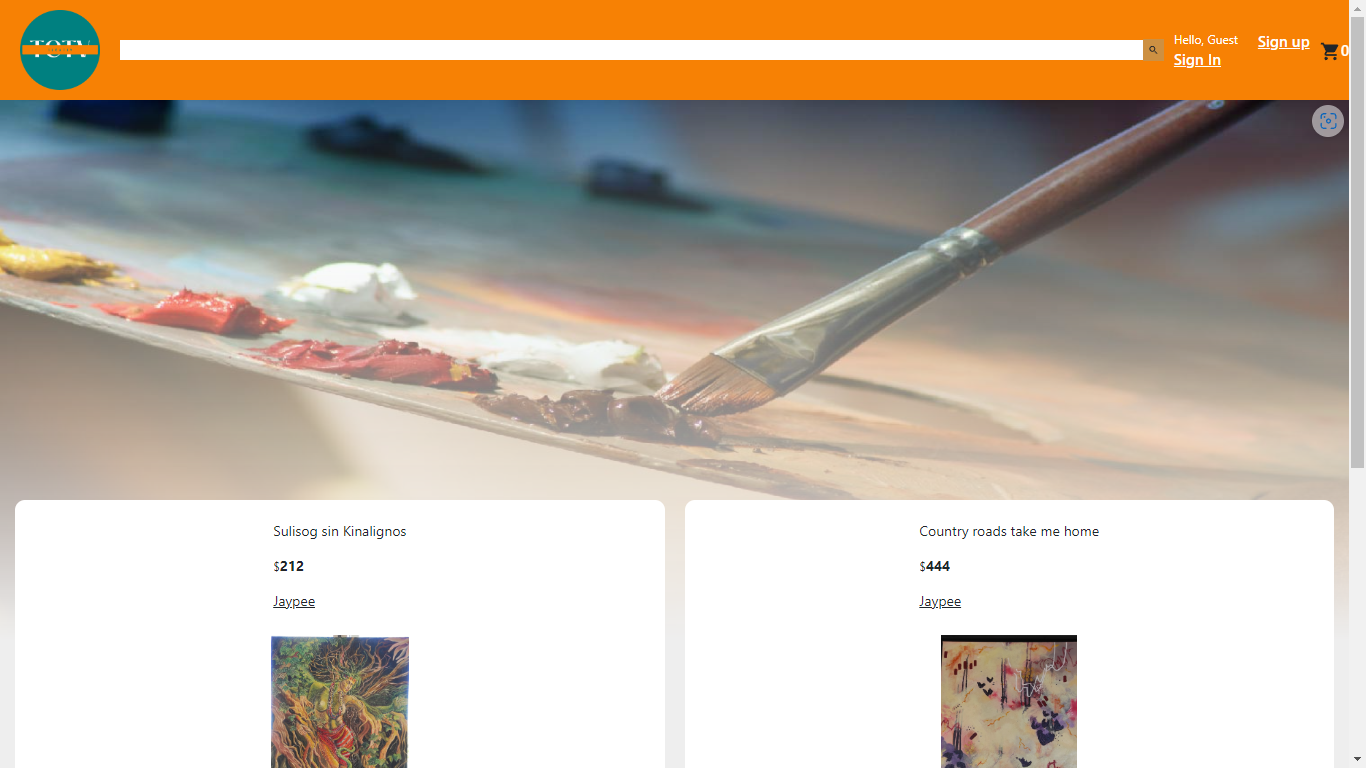 TOTV
Hello, Guest
Sign In
Sign up
0
Sulisog sin Kinalignos
$212
Jaypee
Country roads take me home
$444
Jaypee